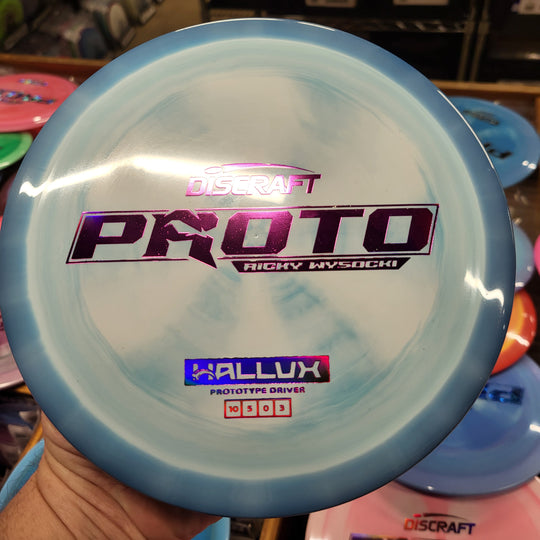 DISCRAFT
PROTO
RICKY WYSOCKI
HALLUX
PROTOTYPE DRIVER
10 5 0 3
DISCRAFT